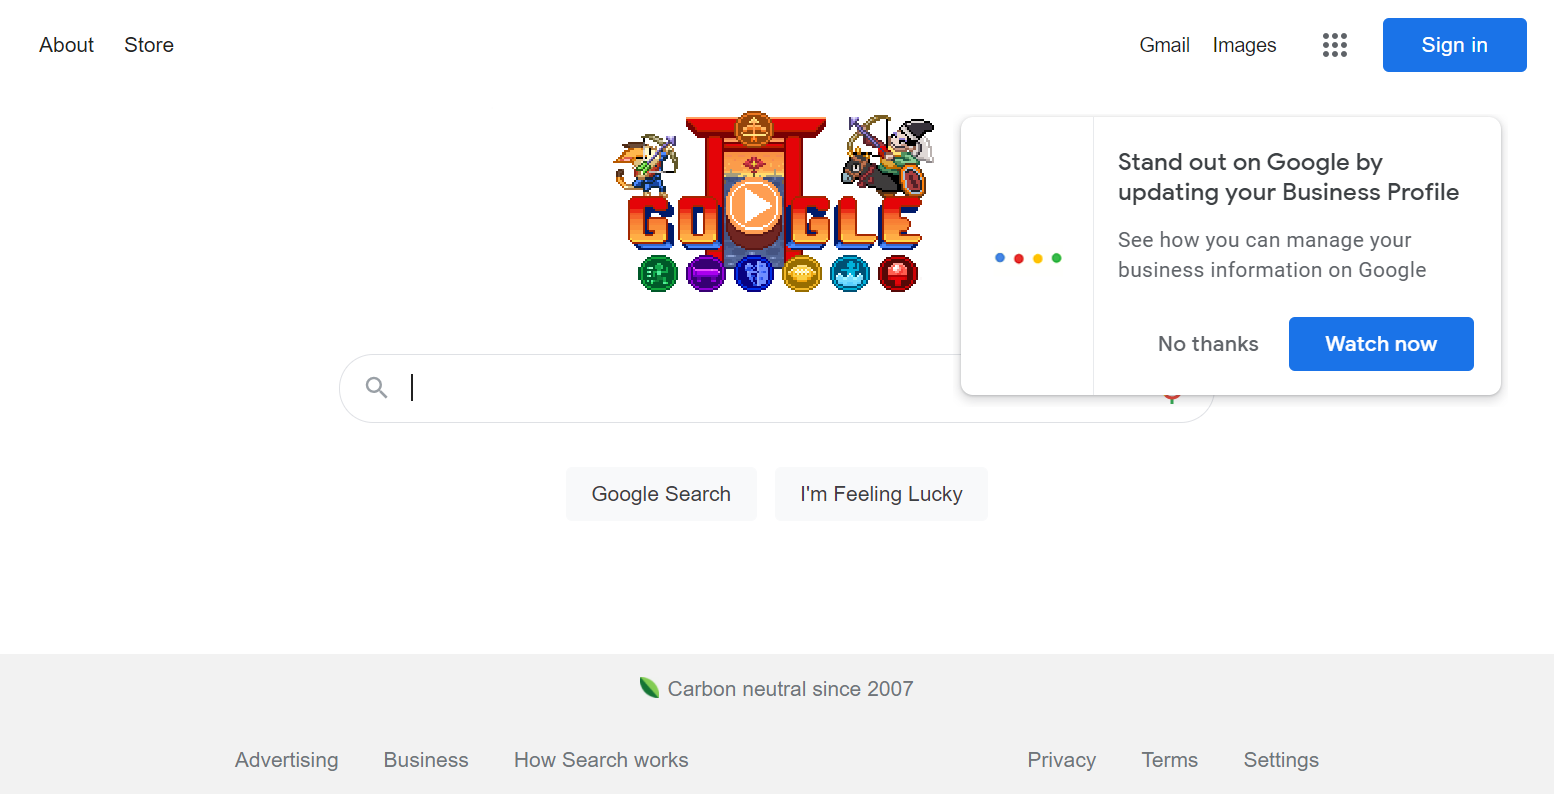 About Store
Gmail Images
Sign in
GOOGLE
Stand out on Google by
updating your Business Profile
See how you can manage your
business information on Google
No thanks
Watch now
Google Search
I'm Feeling Lucky
Carbon neutral since 2007
Advertising Business How Search works
Privacy Terms Settings